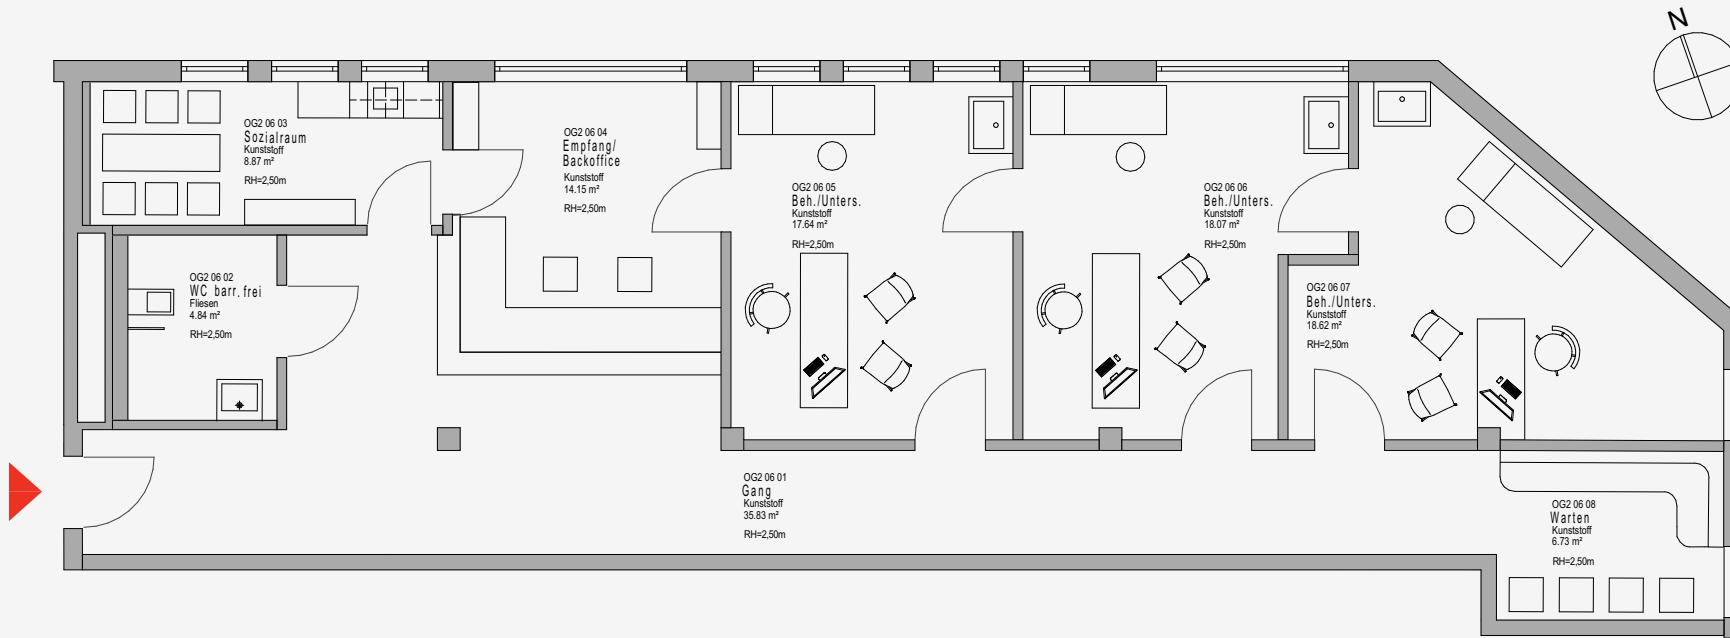 N
OG2 06 03
Sozialraum
Kunststoff
8.87 m²
RH=2,50m
OG2 06 04
Empfang/
Backoffice
Kunststoff
14.15 m²
RH=2,50m
OG2 06 05
Beh./Unters.
Kunststoff
17.64 m²
RH=2,50m
OG2 06 06
Beh./Unters.
Kunststoff
18.07 m²
RH=2,50m
OG2 06 02
WC barr. frei
Fliesen
4.84 m²
RH=2,50m
OG2 06 07
Beh./Unters.
Kunststoff
18.62 m²
RH=2,50m
OG2 06 01
Gang
Kunststoff
35.83 m²
RH=2,50m
OG2 06 08
Warten
Kunststoff
6.73 m²
RH=2,50m